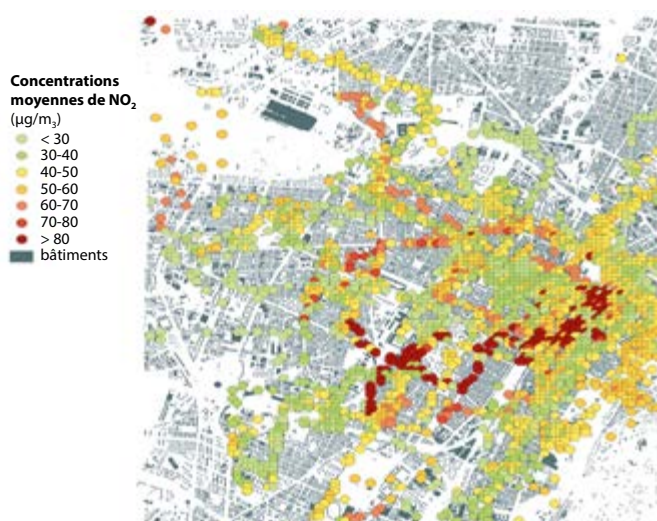 Concentrations
moyennes de NO₂
(µg/m₃)
< 30
30-40
40-50
50-60
60-70
70-80
> 80
bâtiments